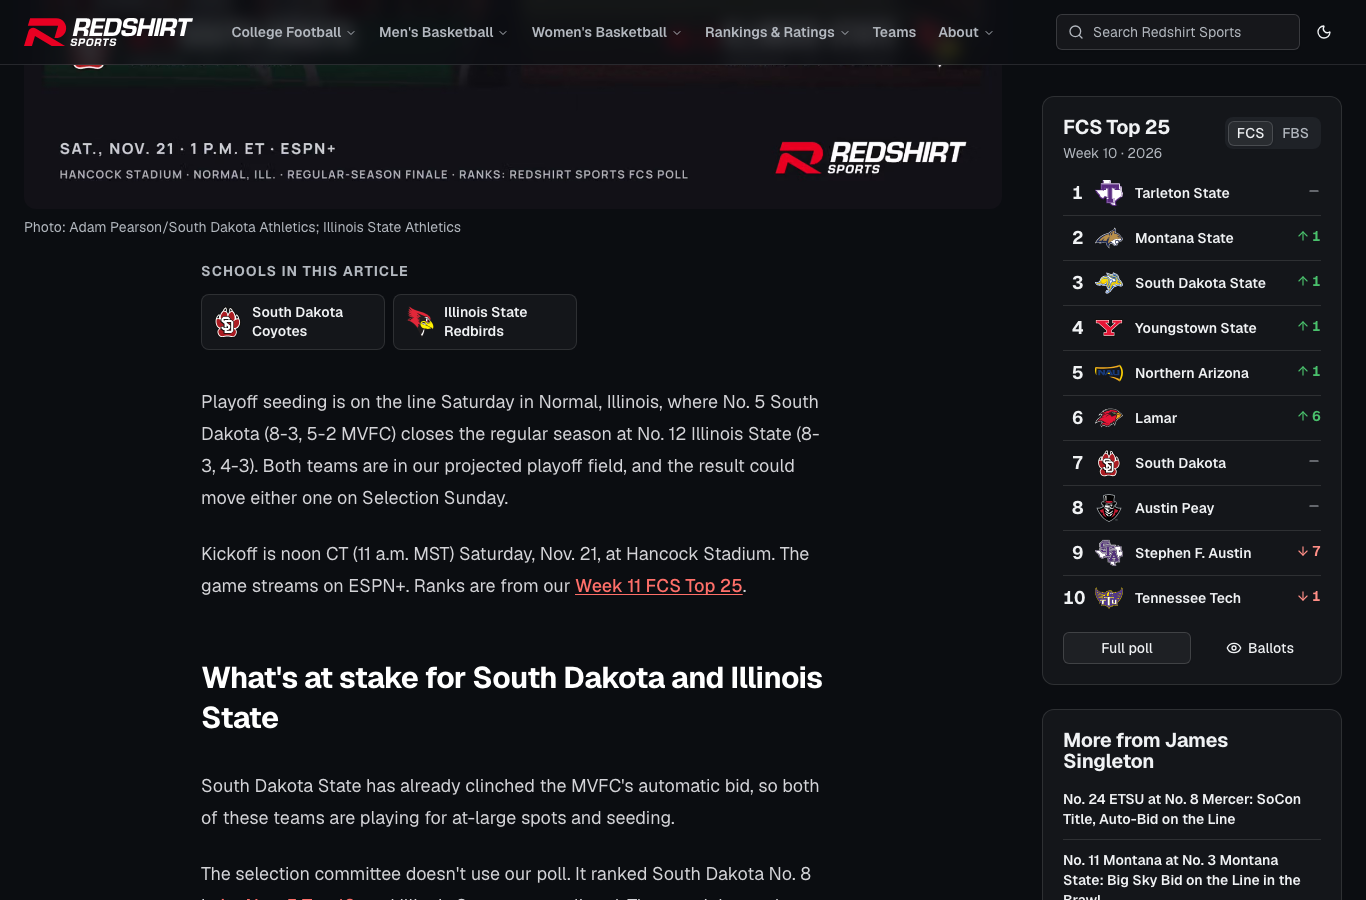 REDSHIRT
SPORTS
College Football
Men's Basketball
Women's Basketball
Rankings & Ratings
Teams
About
Search Redshirt Sports
SAT., NOV. 21 · 1 P.M. ET · ESPN+
HANCOCK STADIUM · NORMAL, ILL. · REGULAR-SEASON FINALE · RANKS: REDSHIRT SPORTS FCS POLL
REDSHIRT
SPORTS
Photo: Adam Pearson/South Dakota Athletics; Illinois State Athletics
SCHOOLS IN THIS ARTICLE
South Dakota
Coyotes
Illinois State
Redbirds
Playoff seeding is on the line Saturday in Normal, Illinois, where No. 5 South
Dakota (8-3, 5-2 MVFC) closes the regular season at No. 12 Illinois State (8-
3, 4-3). Both teams are in our projected playoff field, and the result could
move either one on Selection Sunday.
Kickoff is noon CT (11 a.m. MST) Saturday, Nov. 21, at Hancock Stadium. The
game streams on ESPN+. Ranks are from our Week 11 FCS Top 25.
What's at stake for South Dakota and Illinois
State
South Dakota State has already clinched the MVFC's automatic bid, so both
of these teams are playing for at-large spots and seeding.
The selection committee doesn't use our poll. It ranked South Dakota No. 8
FCS Top 25
FCS
FBS
Week 10 · 2026
1 Tarleton State –
2 Montana State ↑ 1
3 South Dakota State ↑ 1
4 Youngstown State ↑ 1
5 Northern Arizona ↑ 1
6 Lamar ↑ 6
7 South Dakota –
8 Austin Peay –
9 Stephen F. Austin ↓ 7
10 Tennessee Tech ↓ 1
Full poll
Ballots
More from James
Singleton
No. 24 ETSU at No. 8 Mercer: SoCon
Title, Auto-Bid on the Line
No. 11 Montana at No. 3 Montana
State: Big Sky Bid on the Line in the
Brawl